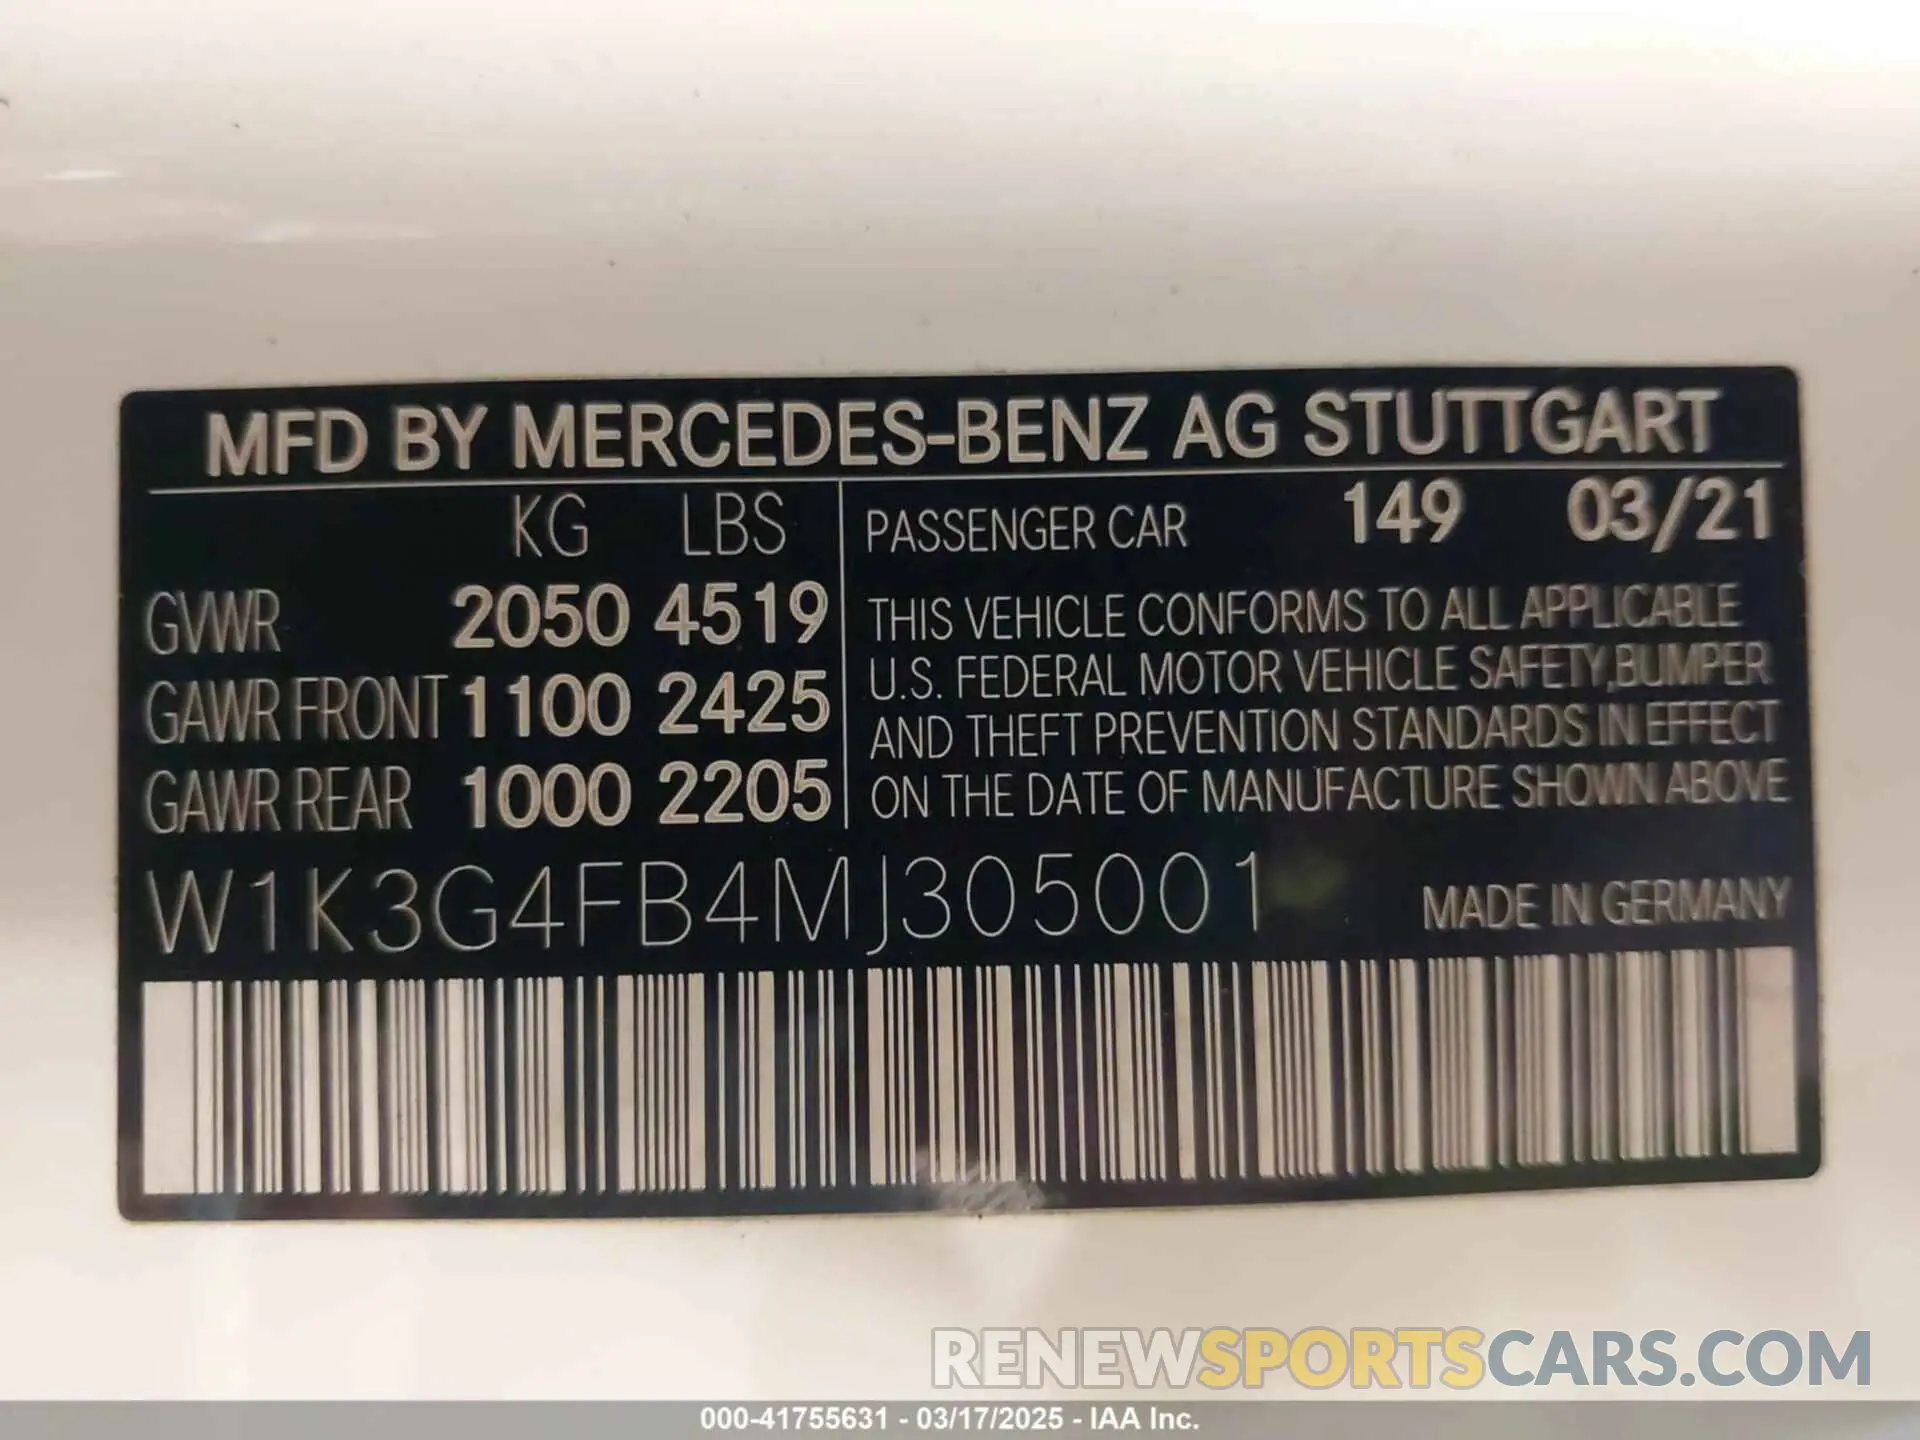 MFD BY MERCEDES-BENZ AG STUTTGART
KG LBS
GVWR 2050 4519
GAWR FRONT 1100 2425
GAWR REAR 1000 2205
PASSENGER CAR 149 03/21
THIS VEHICLE CONFORMS TO ALL APPLICABLE
U.S. FEDERAL MOTOR VEHICLE SAFETY,BUMPER
AND THEFT PREVENTION STANDARDS IN EFFECT
ON THE DATE OF MANUFACTURE SHOWN ABOVE
W1K3G4FB4MJ305001
MADE IN GERMANY
RENEWSPORTSCARS.COM
000-41755631 - 03/17/2025 - IAA Inc.